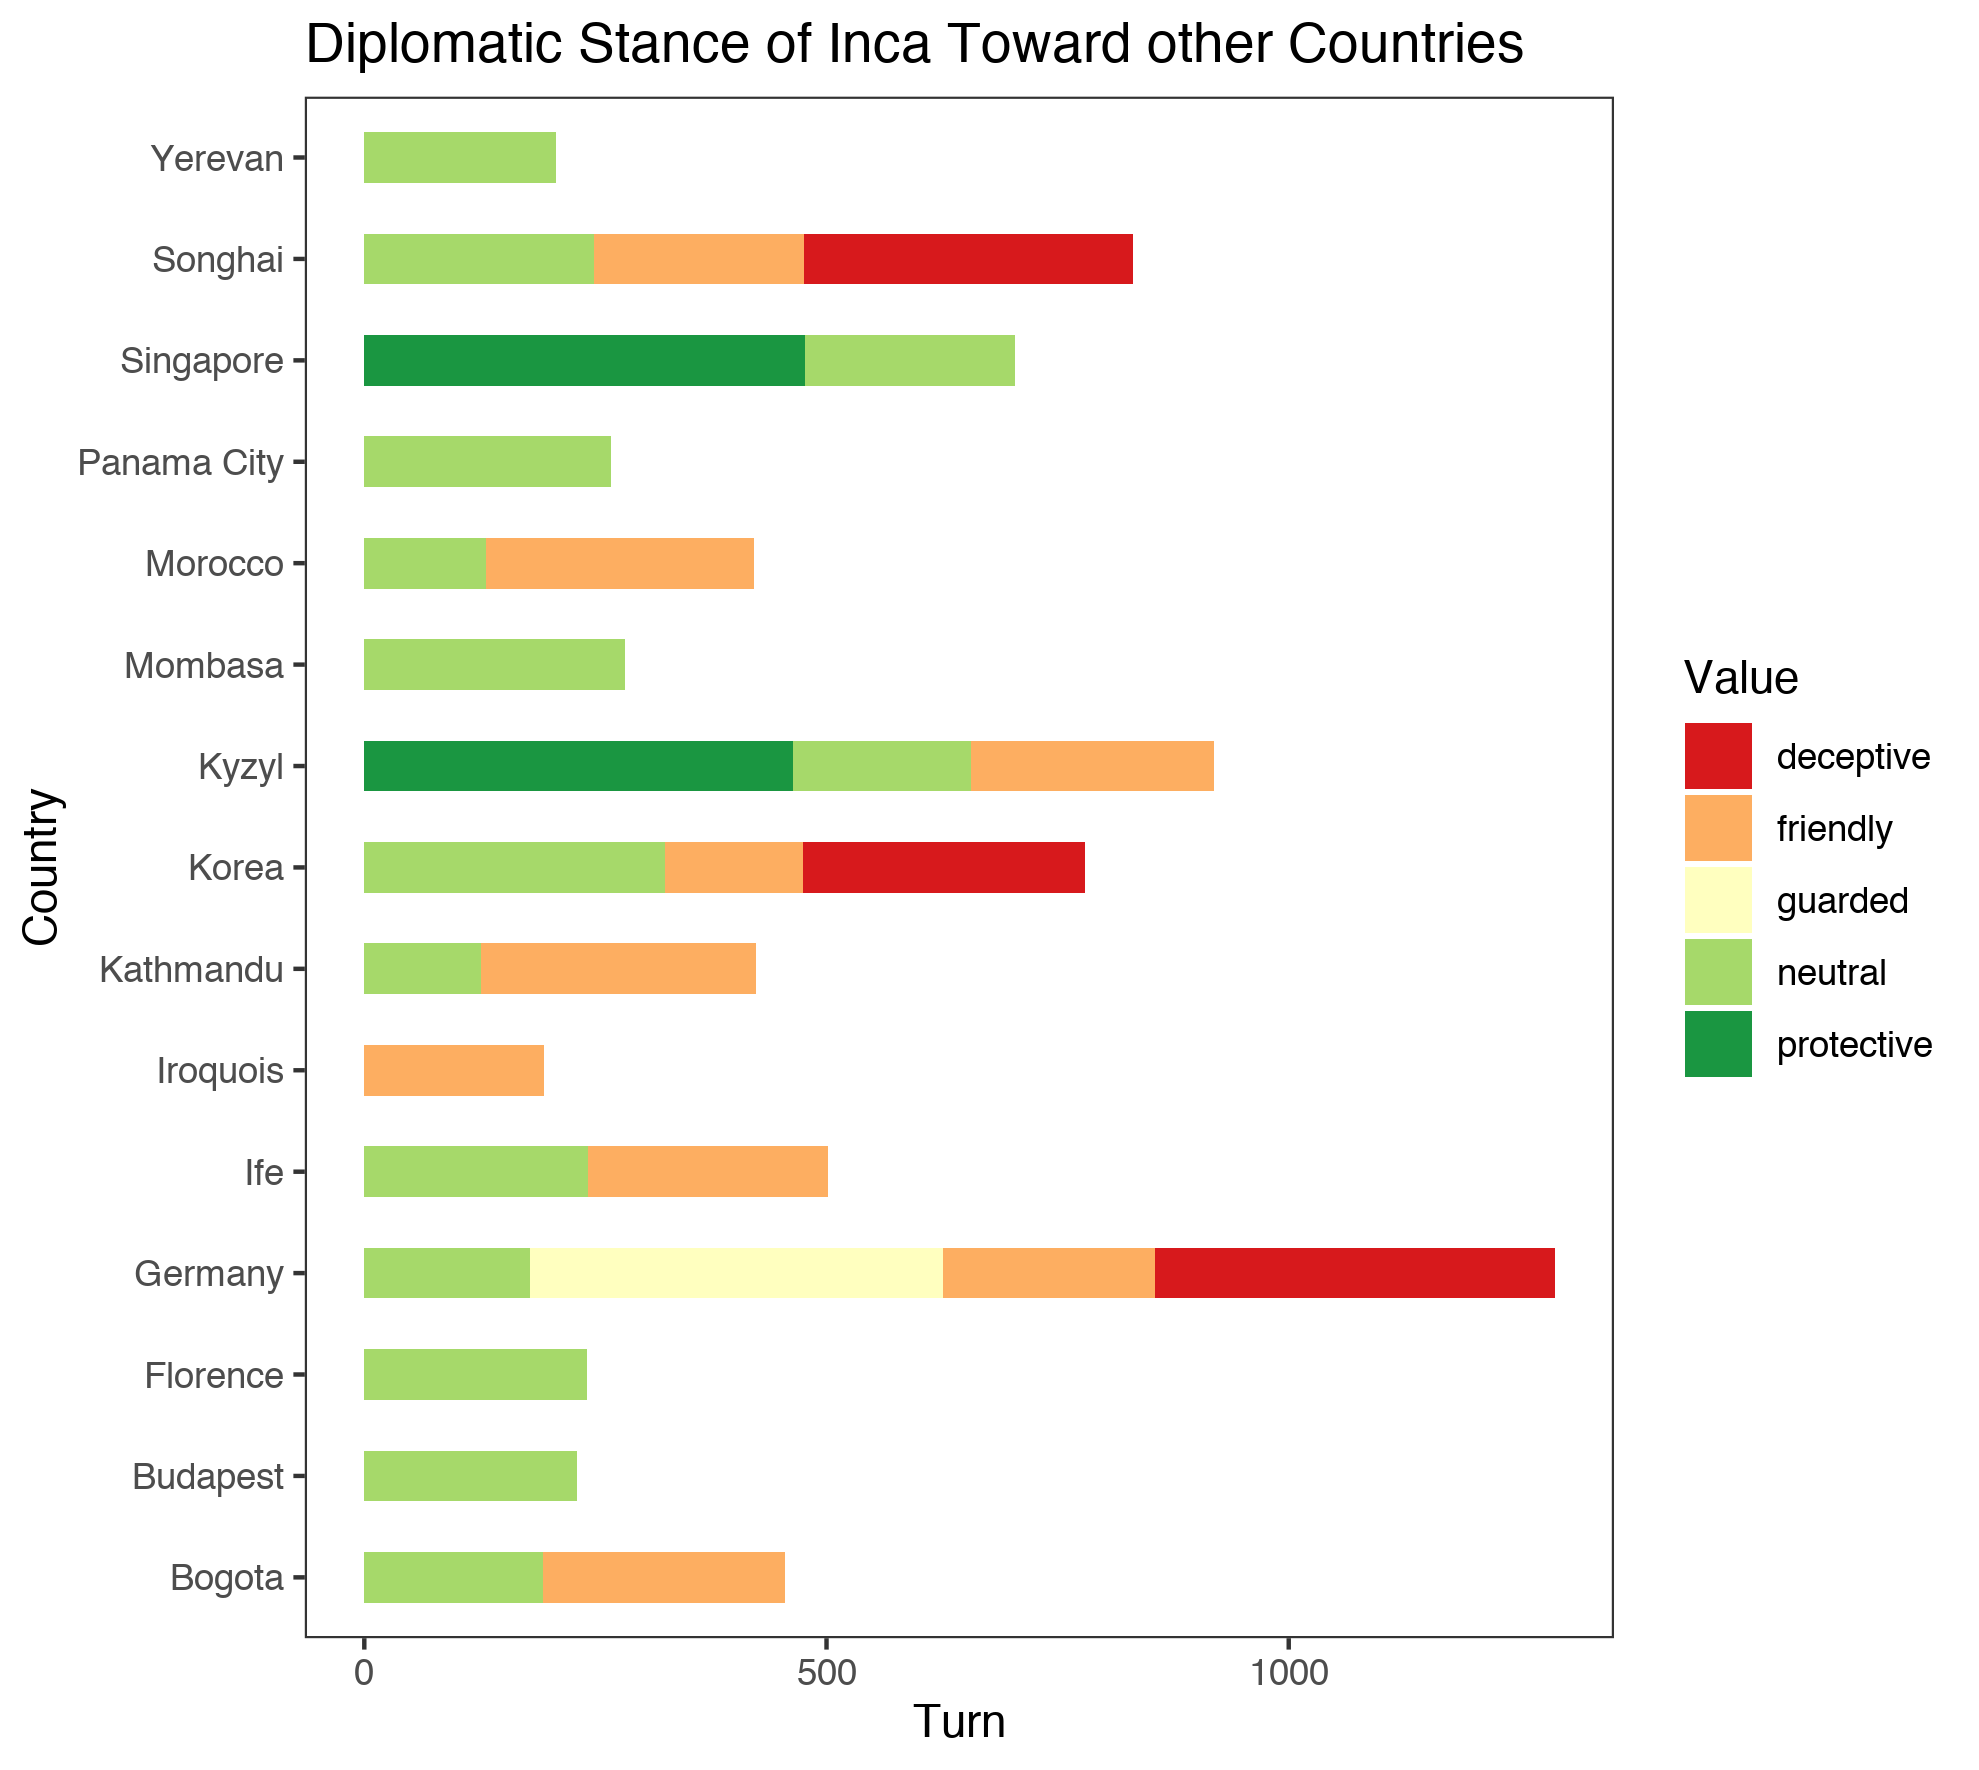 Diplomatic Stance of Inca Toward other Countries
Yerevan
Songhai
Singapore
Panama City
Morocco
Mombasa
Kyzyl
Korea
Kathmandu
Iroquois
Ife
Germany
Florence
Budapest
Bogota
Country
0 500 1000
Turn
Value
deceptive
friendly
guarded
neutral
protective